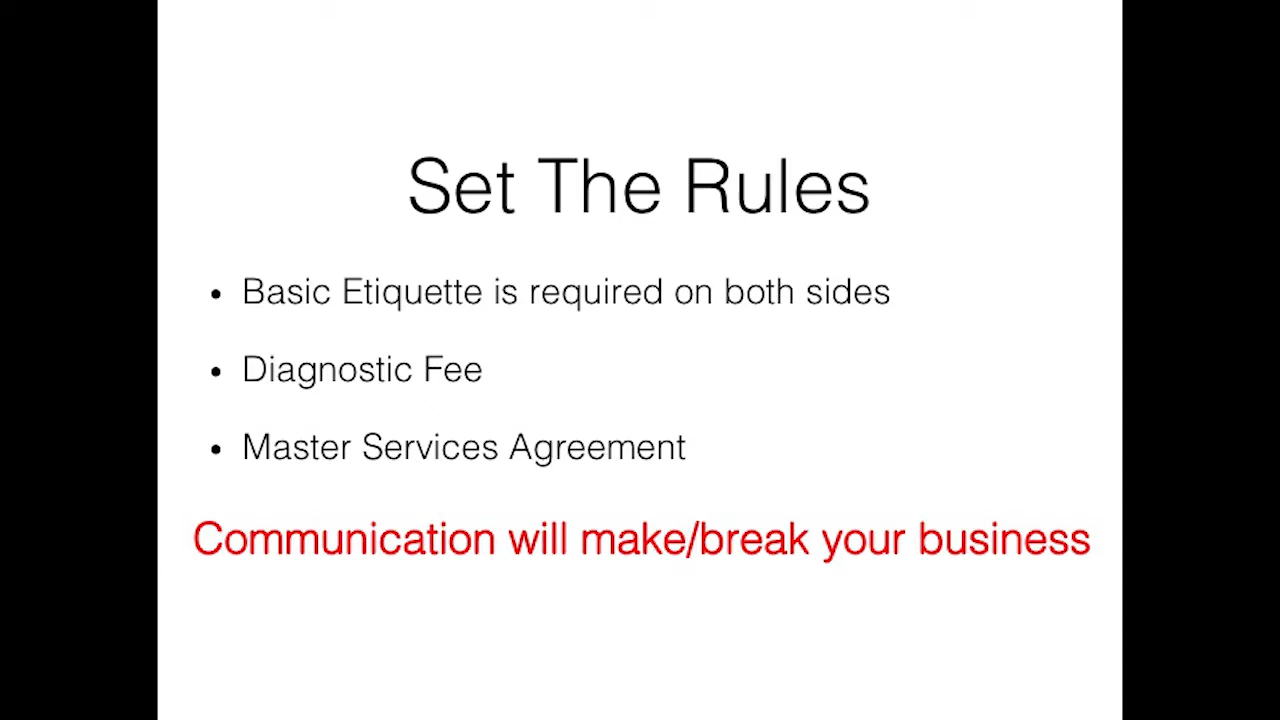 Set The Rules
• Basic Etiquette is required on both sides
• Diagnostic Fee
• Master Services Agreement
Communication will make/break your business